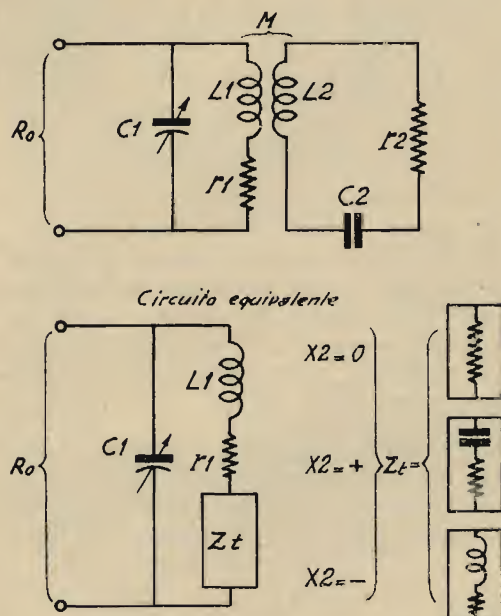 M
Ro
C1
L1
L2
r1
r2
C2
Circuito equivalente
Ro
C1
L1
r1
Zt
X2=0
X2=+
X2=-
Zt=